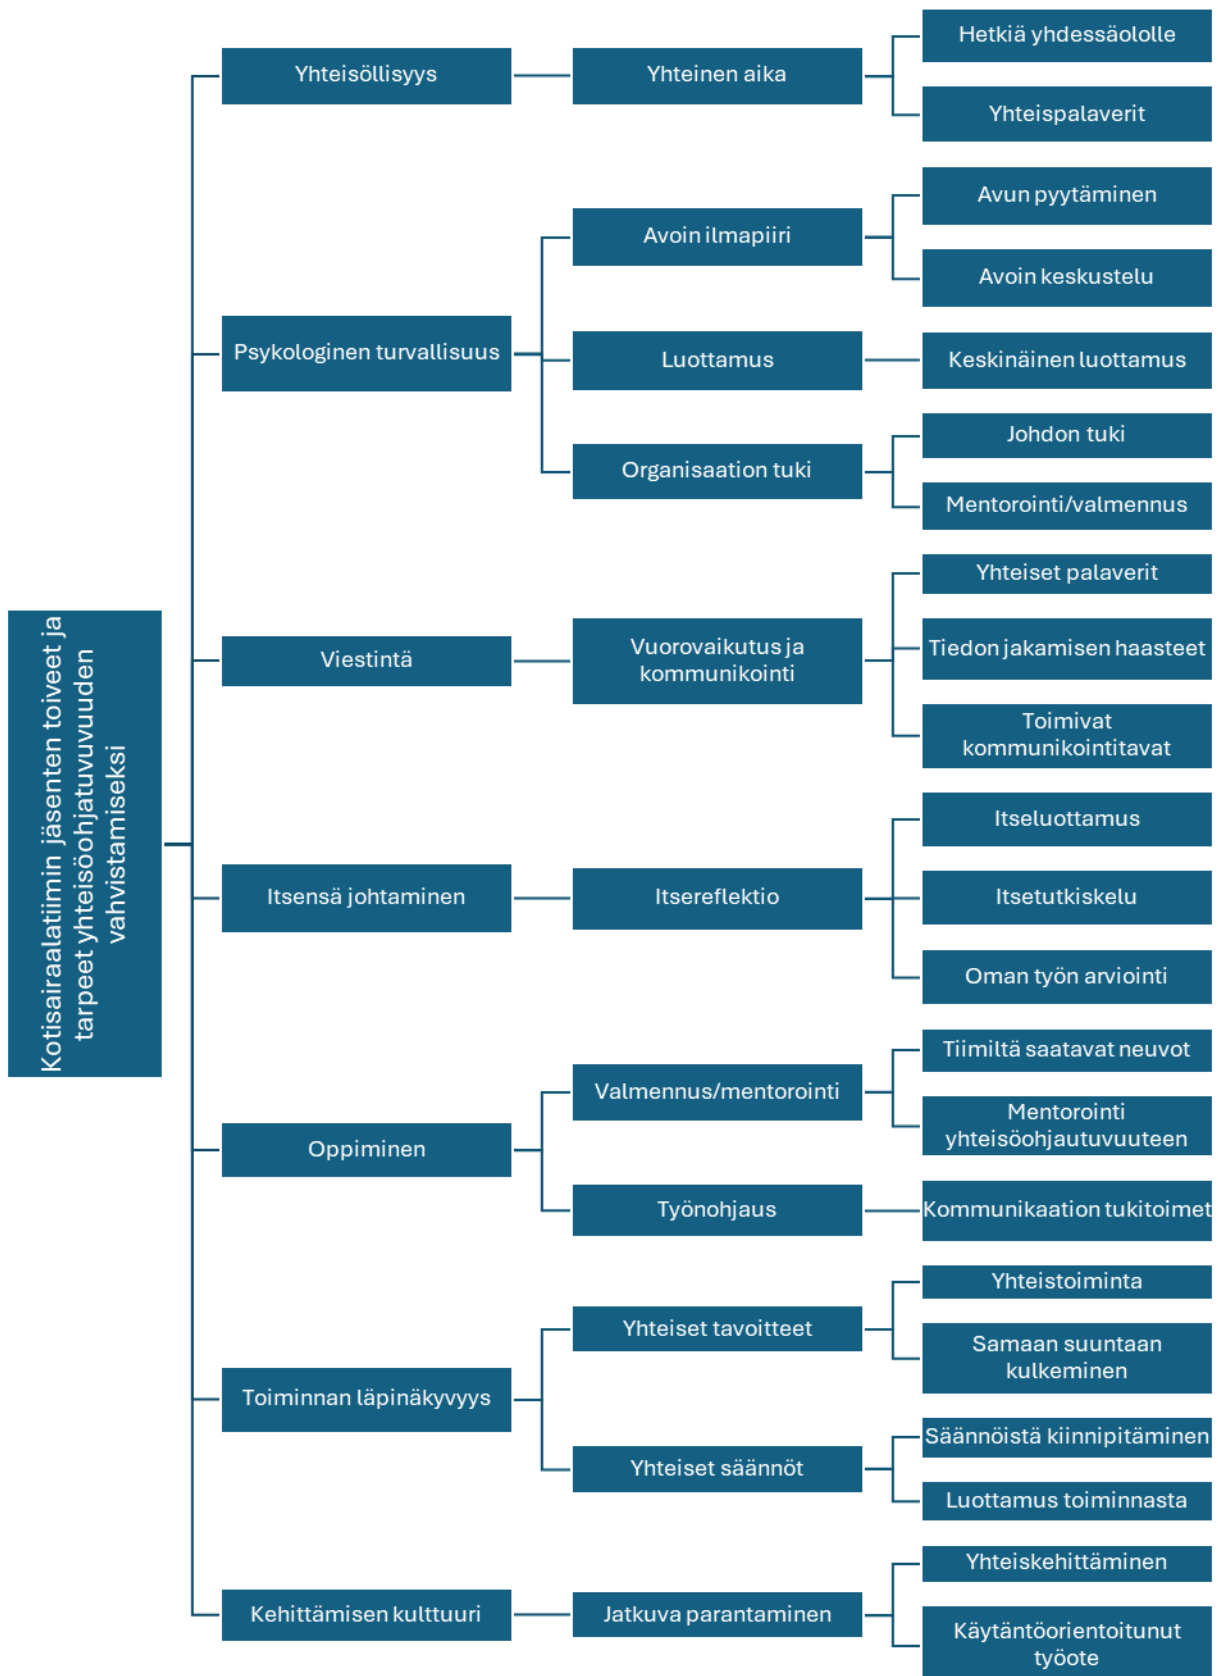 Kotisairaalatiimin jäsenten toiveet ja
tarpeet yhteisöohjatuvuvuuden
vahvistamiseksi
Yhteisöllisyys
Yhteinen aika
Hetkiä yhdessäololle
Yhteispalaverit
Psykologinen turvallisuus
Avoin ilmapiiri
Avun pyytäminen
Avoin keskustelu
Luottamus
Keskinäinen luottamus
Organisaation tuki
Johdon tuki
Mentorointi/valmennus
Viestintä
Vuorovaikutus ja
kommunikointi
Yhteiset palaverit
Tiedon jakamisen haasteet
Toimivat
kommunikointitavat
Itsensä johtaminen
Itsereflektio
Itseluottamus
Itsetutkiskelu
Oman työn arviointi
Oppiminen
Valmennus/mentorointi
Tiimiltä saatavat neuvot
Mentorointi
yhteisöohjautuvuuteen
Työnohjaus
Kommunikaation tukitoimet
Toiminnan läpinäkyvyys
Yhteiset tavoitteet
Yhteistoiminta
Samaan suuntaan
kulkeminen
Yhteiset säännöt
Säännöistä kiinnipitäminen
Luottamus toiminnasta
Kehittämisen kulttuuri
Jatkuva parantaminen
Yhteiskehittäminen
Käytäntöorientoitunut
työote